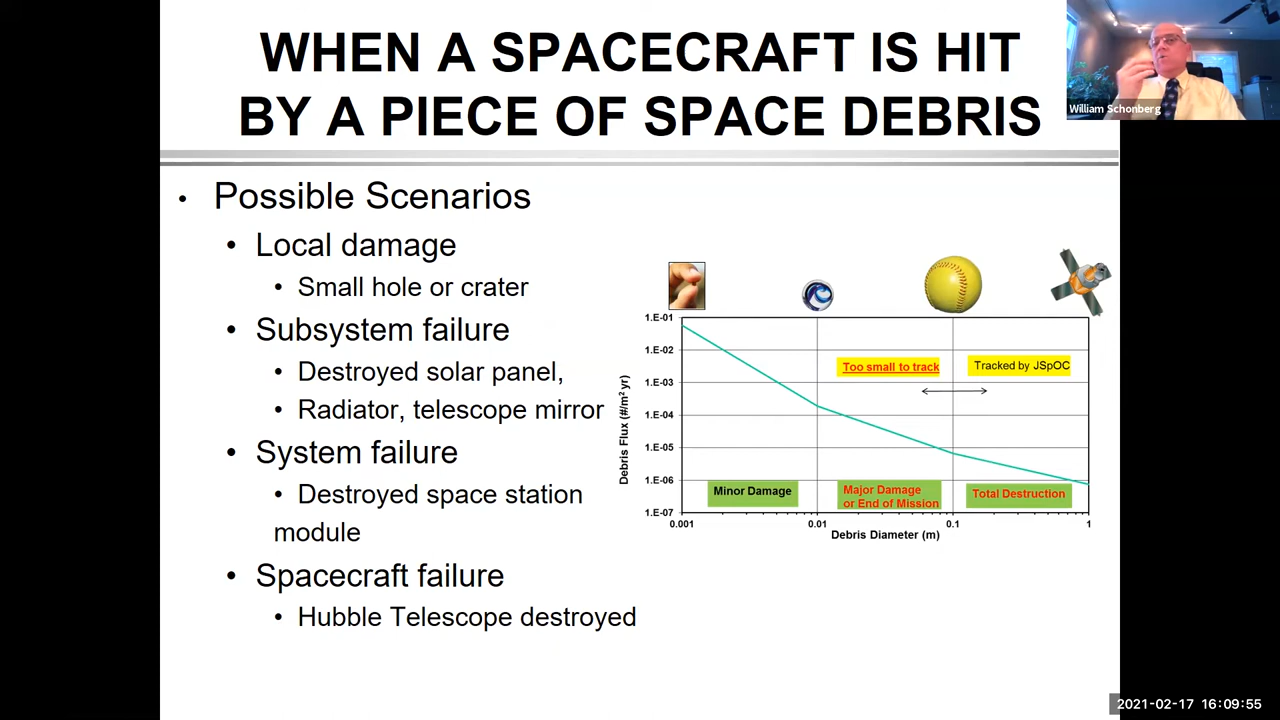 WHEN A SPACECRAFT IS HIT
BY A PIECE OF SPACE DEBRIS
William Schonberg
• Possible Scenarios
• Local damage
• Small hole or crater
• Subsystem failure
• Destroyed solar panel,
• Radiator, telescope mirror
• System failure
• Destroyed space station
module
• Spacecraft failure
• Hubble Telescope destroyed
1.E-01
1.E-02
1.E-03
1.E-04
1.E-05
1.E-06
1.E-07
Debris Flux (#/m2 yr)
Too small to track
Tracked by JSpOC
Minor Damage
Major Damage
or End of Mission
Total Destruction
0.001 0.01 0.1 1
Debris Diameter (m)
2021-02-17 16:09:55